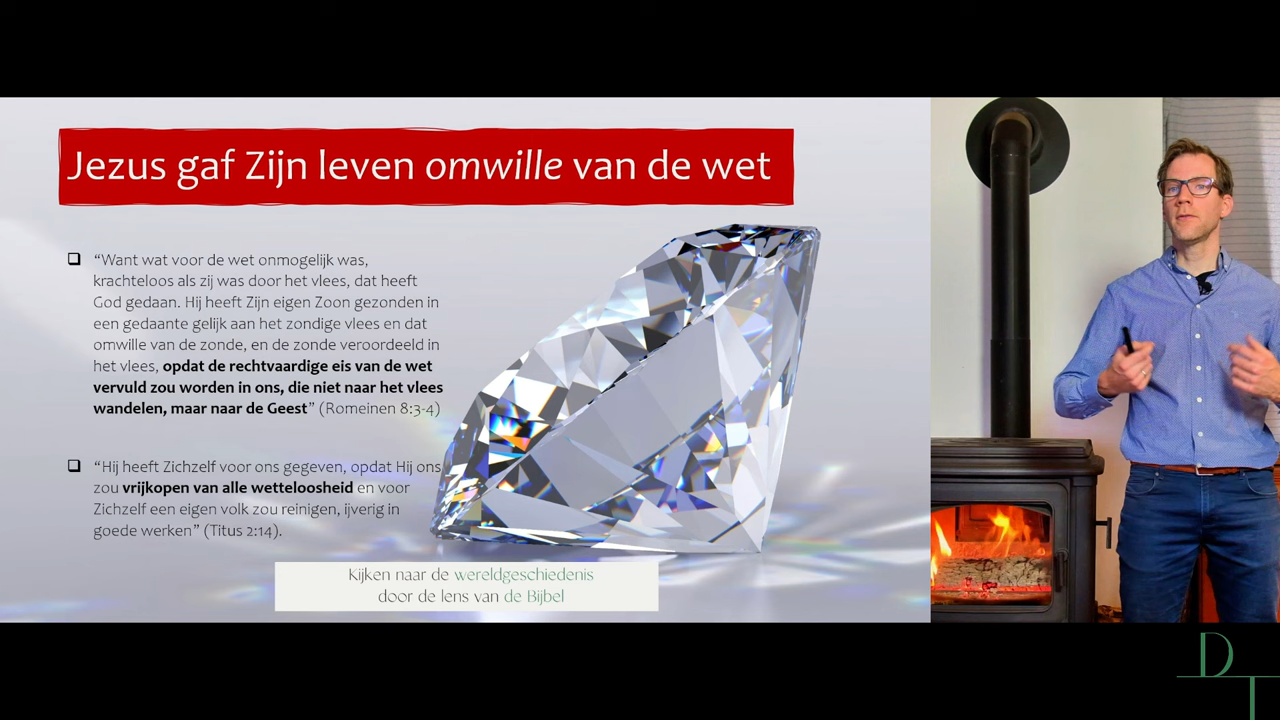 Jezus gaf Zijn leven omwille van de wet
“Want wat voor de wet onmogelijk was,
krachteloos als zij was door het vlees, dat heeft
God gedaan. Hij heeft Zijn eigen Zoon gezonden in
een gedaante gelijk aan het zondige vlees en dat
omwille van de zonde, en de zonde veroordeeld in
het vlees, opdat de rechtvaardige eis van de wet
vervuld zou worden in ons, die niet naar het vlees
wandelen, maar naar de Geest” (Romeinen 8:3-4)
“Hij heeft Zichzelf voor ons gegeven, opdat Hij ons
zou vrijkopen van alle wetteloosheid en voor
Zichzelf een eigen volk zou reinigen, ijverig in
goede werken” (Titus 2:14).
Kijken naar de wereldgeschiedenis
door de lens van de Bijbel
DT